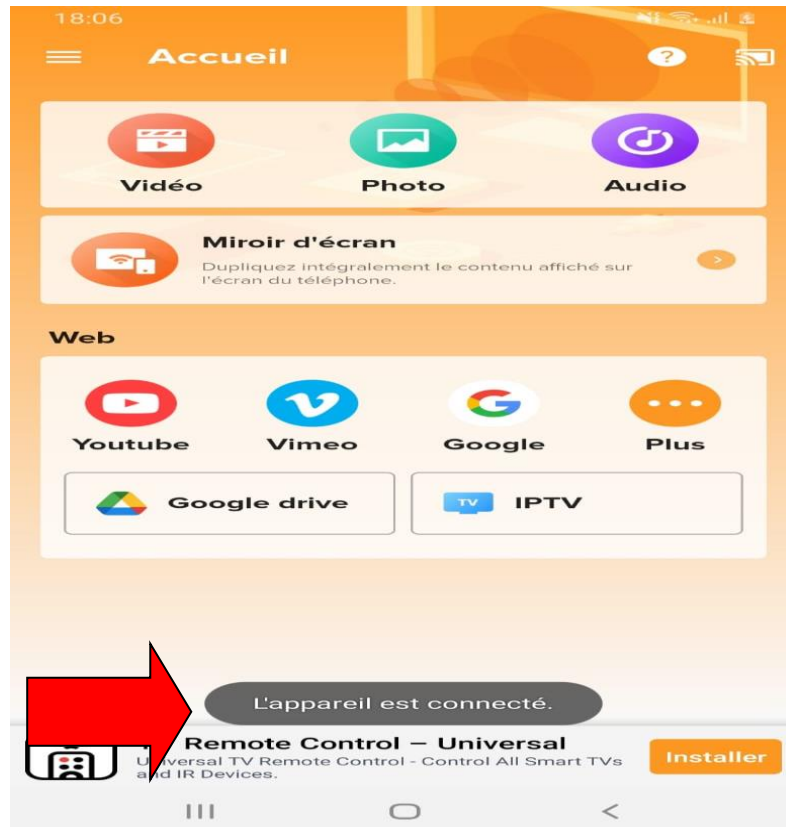 18:06
Accueil
?
Vidéo Photo Audio
Miroir d'écran
Dupliquez intégralement le contenu affiché sur
l'écran du téléphone.
Web
Youtube Vimeo Google Plus
Google drive TV IPTV
L'appareil est connecté.
Remote Control – Universal
Universal TV Remote Control - Control All Smart TVs
and IR Devices.
Installer